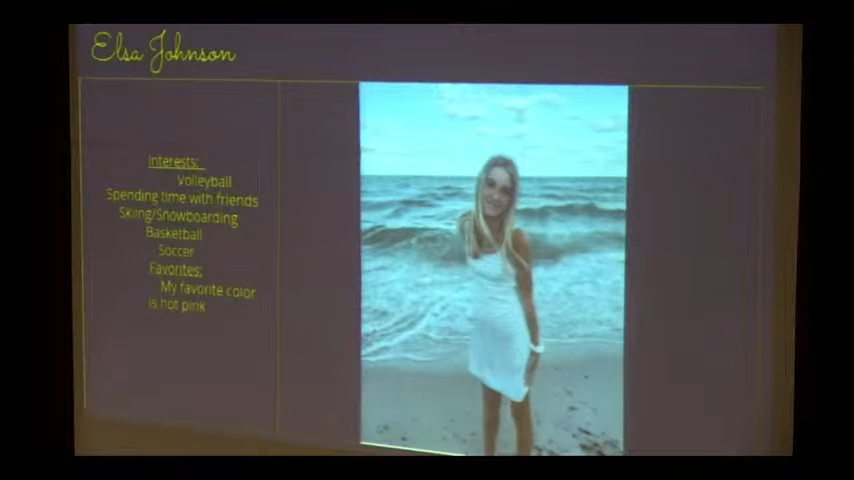 Elsa Johnson
Interests:
Volleyball
Spending time with friends
Skiing/Snowboarding
Basketball
Soccer
Favorites:
My favorite color
is hot pink